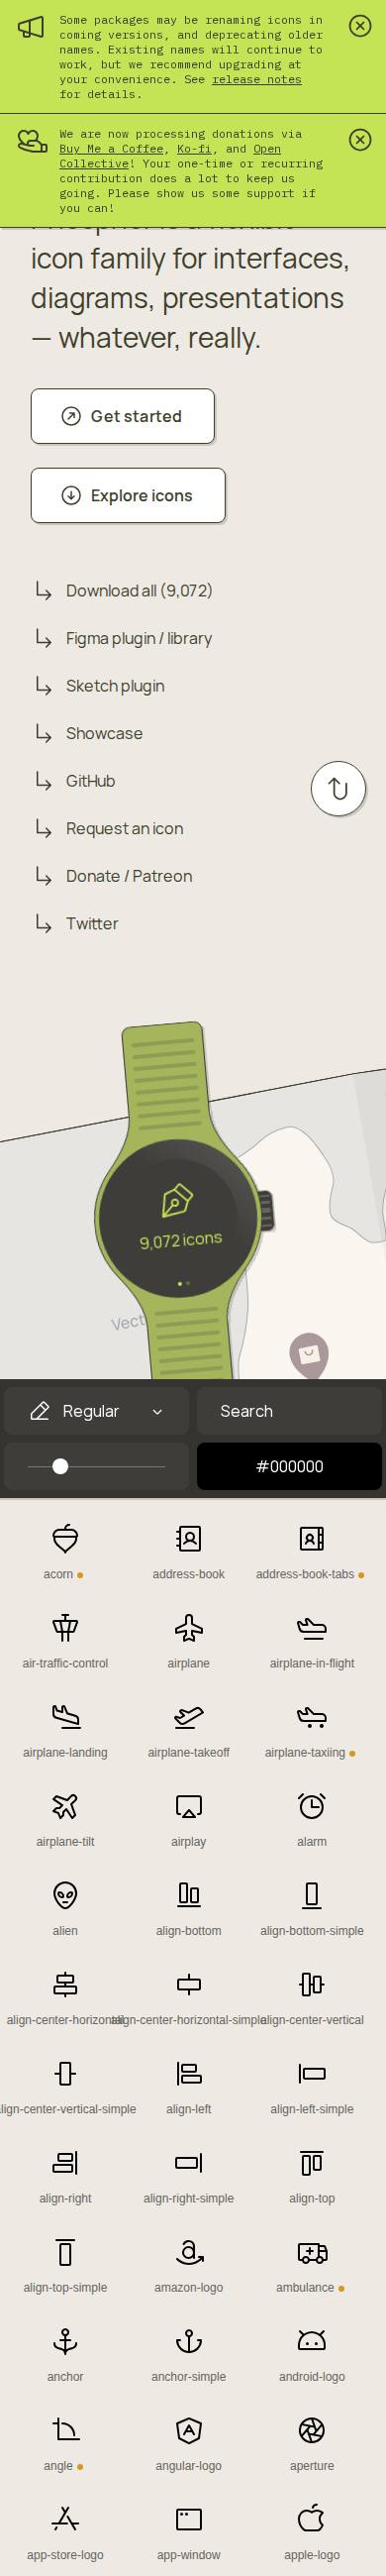 Some packages may be renaming icons in
coming versions, and deprecating older
names. Existing names will continue to
work, but we recommend upgrading at
your convenience. See release notes
for details.
We are now processing donations via
Buy Me a Coffee, Ko-fi, and Open
Collective! Your one-time or recurring
contribution does a lot to keep us
going. Please show us some support if
you can!
icon family for interfaces,
diagrams, presentations
— whatever, really.
Get started
Explore icons
Download all (9,072)
Figma plugin / library
Sketch plugin
Showcase
GitHub
Request an icon
Donate / Patreon
Twitter
9,072 icons
Vect
Regular
Search
#000000
acorn
address-book
address-book-tabs
air-traffic-control
airplane
airplane-in-flight
airplane-landing
airplane-takeoff
airplane-taxiing
airplane-tilt
airplay
alarm
alien
align-bottom
align-bottom-simple
align-center-horizontal
align-center-horizontal-simple
align-center-vertical
lign-center-vertical-simple
align-left
align-left-simple
align-right
align-right-simple
align-top
align-top-simple
amazon-logo
ambulance
anchor
anchor-simple
android-logo
angle
angular-logo
aperture
app-store-logo
app-window
apple-logo